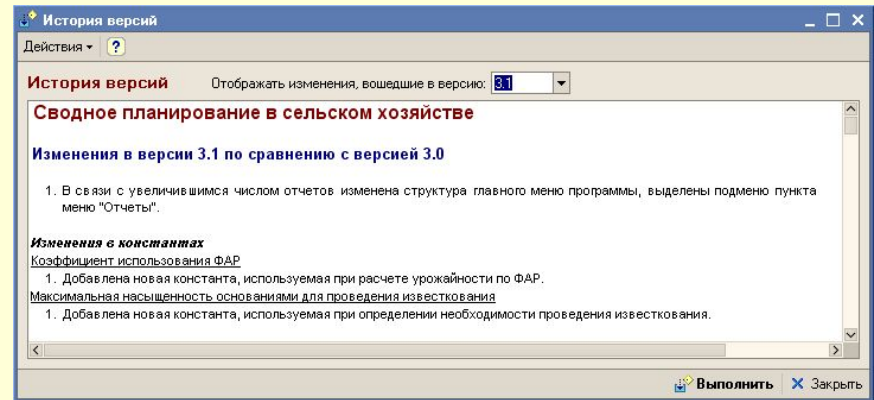 История версий
Действия
?
История версий Отображать изменения, вошедшие в версию: 3.1
Сводное планирование в сельском хозяйстве
Изменения в версии 3.1 по сравнению с версией 3.0
1. В связи с увеличившимся числом отчетов изменена структура главного меню программы, выделены подменю пункта
меню "Отчеты".
Изменения в константах
Коэффициент использования ФАР
1. Добавлена новая константа, используемая при расчете урожайности по ФАР.
Максимальная насыщенность основаниями для проведения известкования
1. Добавлена новая константа, используемая при определении необходимости проведения известкования.
Выполнить Закрыть